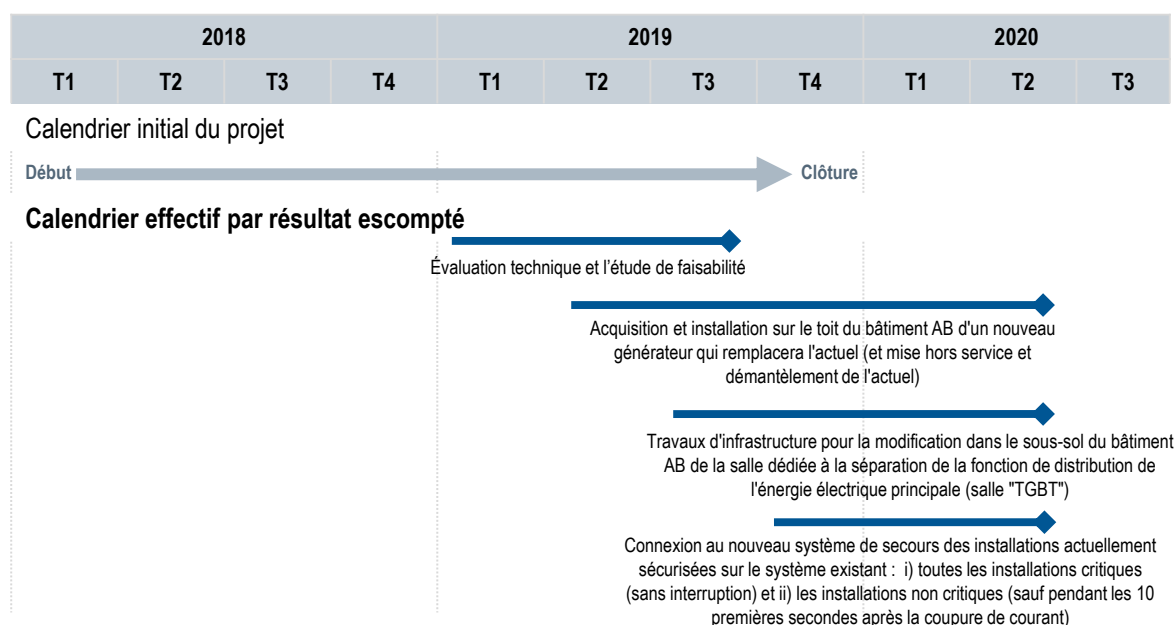 2018 2019 2020
T1 T2 T3 T4 T1 T2 T3 T4 T1 T2 T3
Calendrier initial du projet
Début Clôture
Calendrier effectif par résultat escompté
Évaluation technique et l'étude de faisabilité
Acquisition et installation sur le toit du bâtiment AB d'un nouveau
générateur qui remplacera l'actuel (et mise hors service et
démantèlement de l'actuel)
Travaux d'infrastructure pour la modification dans le sous-sol du bâtiment
AB de la salle dédiée à la séparation de la fonction de distribution de
l'énergie électrique principale (salle "TGBT")
Connexion au nouveau système de secours des installations actuellement
sécurisées sur le système existant : i) toutes les installations critiques
(sans interruption) et ii) les installations non critiques (sauf pendant les 10
premières secondes après la coupure de courant)